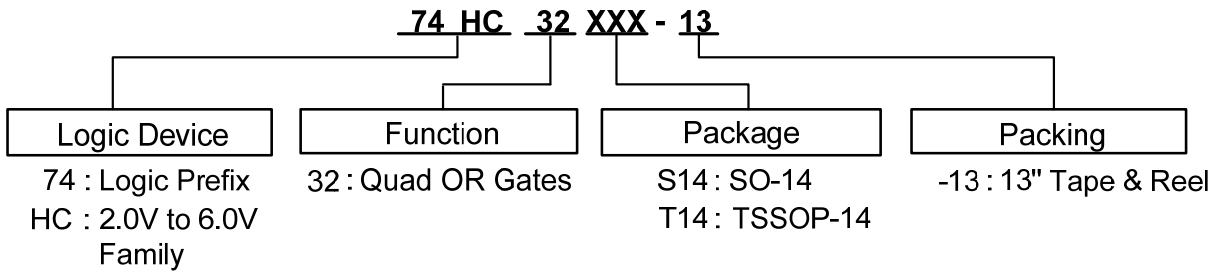 74 HC 32 XXX - 13
Logic Device
Function
Package
Packing
74 : Logic Prefix
HC : 2.0V to 6.0V
Family
32 : Quad OR Gates
S14 : SO-14
T14 : TSSOP-14
-13 : 13" Tape & Reel